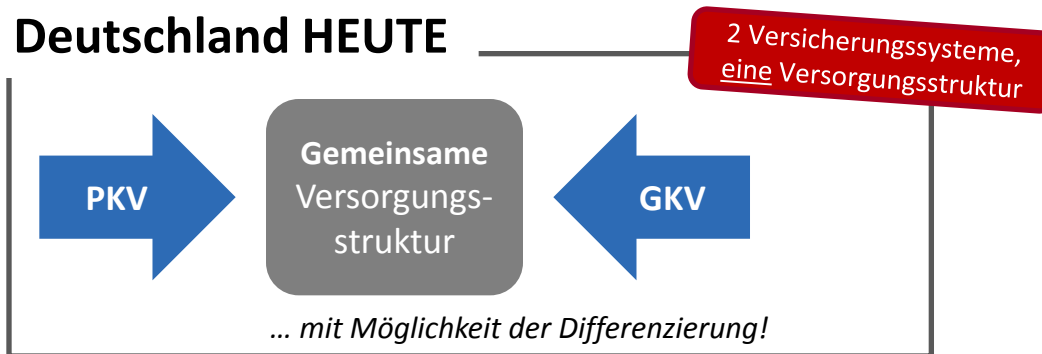 Deutschland HEUTE
2 Versicherungssysteme,
eine Versorgungsstruktur
PKV
Gemeinsame
Versorgungs-
struktur
GKV
... mit Möglichkeit der Differenzierung!